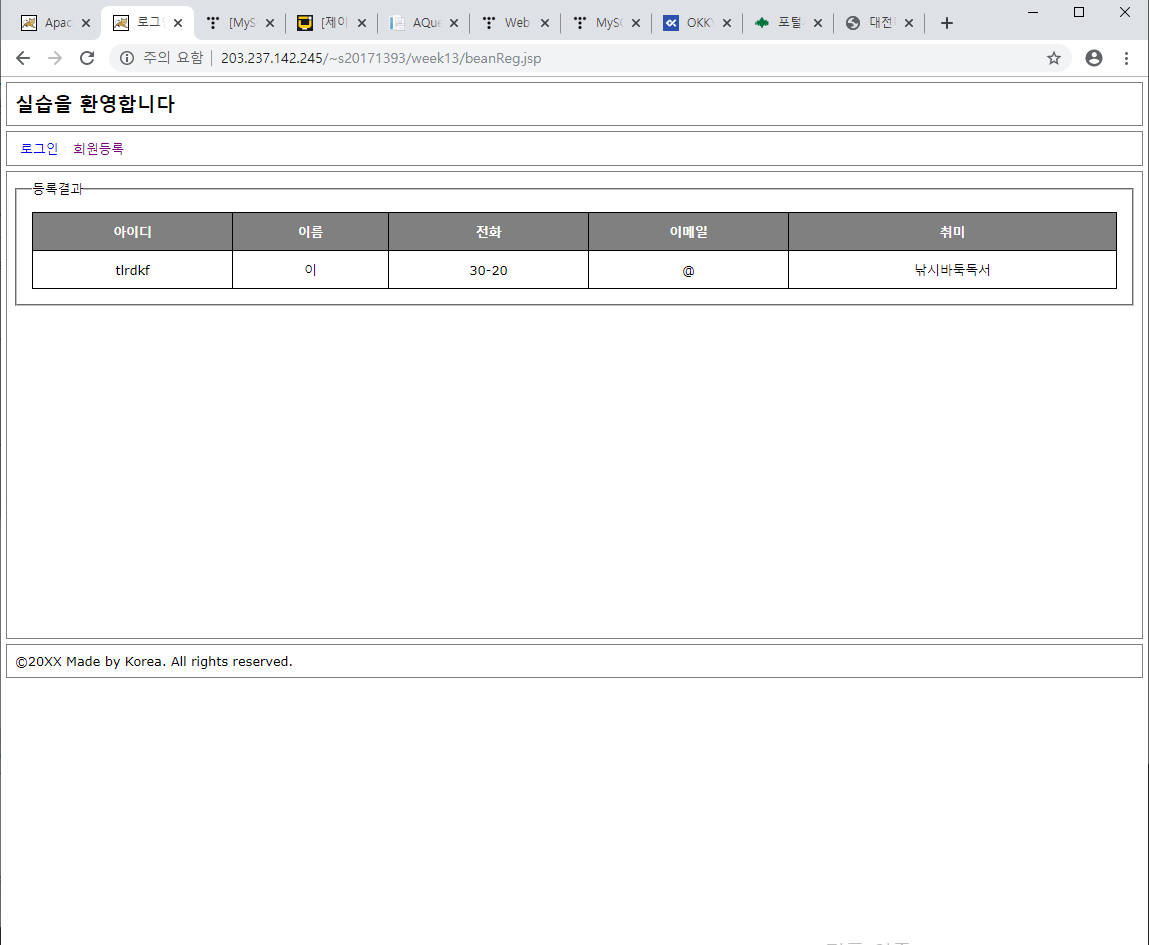 Apac 로그 [MyS [제이 AQue Web MyS OKK 포털 대전
주의 요함 203.237.142.245/~s20171393/week13/beanReg.jsp
실습을 환영합니다
로그인 회원등록
등록결과
아이디 이름 전화 이메일 취미
tlrdkf 이 30-20 @ 낚시바둑독서
©20XX Made by Korea. All rights reserved.